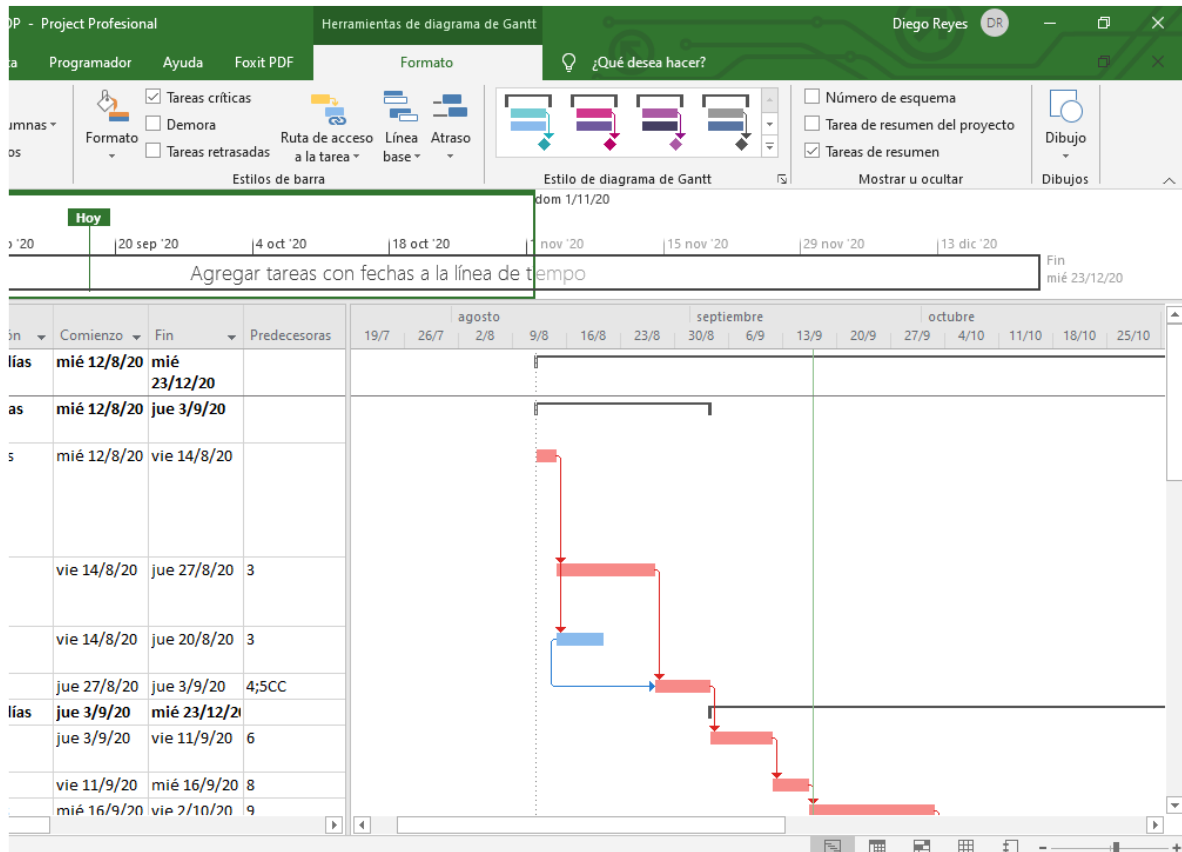 DP - Project Profesional
Herramientas de diagrama de Gantt
Diego Reyes DR
Programador Ayuda Foxit PDF Formato ¿Qué desea hacer?
Tareas críticas
Demora
Tareas retrasadas
Formato
Ruta de acceso a la tarea
Línea base
Atraso
Estilos de barra
Estilo de diagrama de Gantt
Número de esquema
Tarea de resumen del proyecto
Tareas de resumen
Mostrar u ocultar
Dibujo
Dibujos
dom 1/11/20
Hoy
'20 20 sep '20 4 oct '20 18 oct '20 1 nov '20 15 nov '20 29 nov '20 13 dic '20
Agregar tareas con fechas a la línea de tiempo
Fin
mié 23/12/20
agosto septiembre octubre
Comienzo Fin Predecesoras 19/7 26/7 2/8 9/8 16/8 23/8 30/8 6/9 13/9 20/9 27/9 4/10 11/10 18/10 25/10
mié 12/8/20 mié
23/12/20
mié 12/8/20 jue 3/9/20
mié 12/8/20 vie 14/8/20
vie 14/8/20 jue 27/8/20 3
vie 14/8/20 jue 20/8/20 3
jue 27/8/20 jue 3/9/20 4;5CC
jue 3/9/20 mié 23/12/2
jue 3/9/20 vie 11/9/20 6
vie 11/9/20 mié 16/9/20 8
mié 16/9/20 vie 2/10/20 9